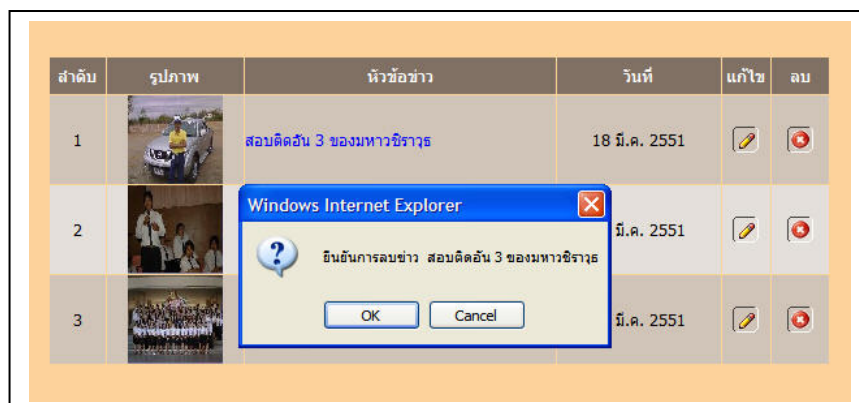 ลำดับ รูปภาพ หัวข้อข่าว วันที่ แก้ไข ลบ
1 สอบติดอัน 3 ของมหาวชิราวุธ 18 มี.ค. 2551
Windows Internet Explorer
2 มี.ค. 2551
ยืนยันการลบข่าว สอบติดอัน 3 ของมหาวชิราวุธ
OK Cancel
3 มี.ค. 2551